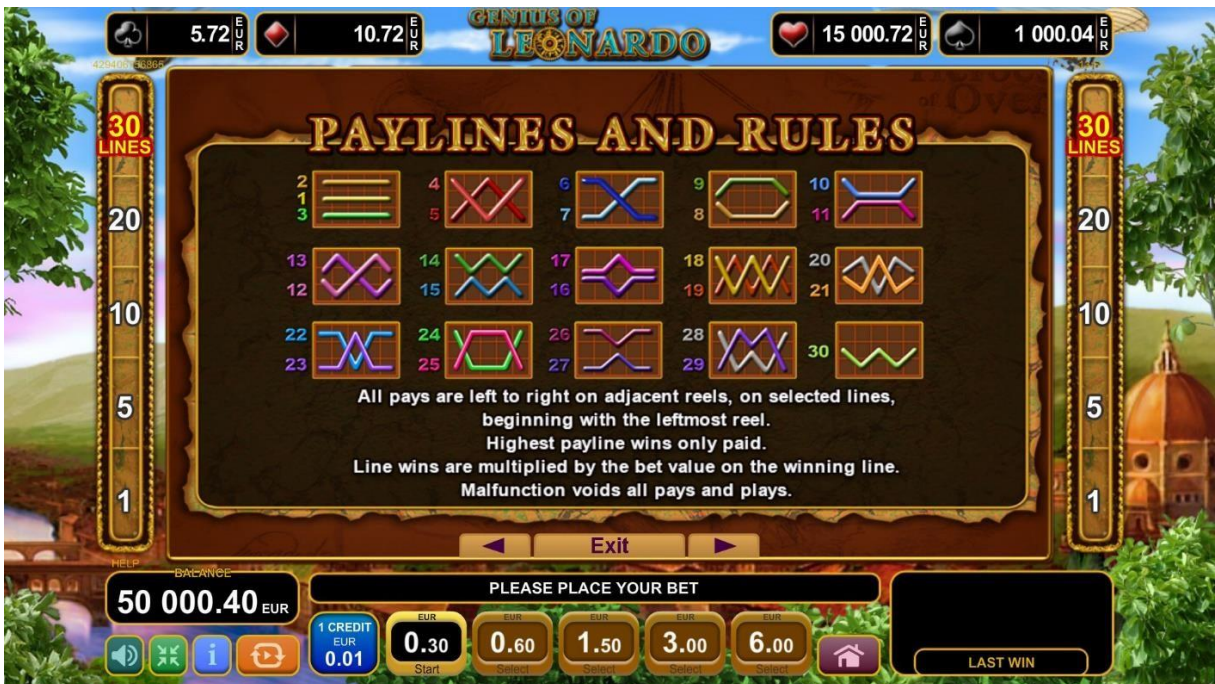 5.72 EUR
10.72 EUR
GENIUS OF
LEONARDO
15 000.72 EUR
1 000.04 EUR
30
LINES
20
10
5
1
30
LINES
20
10
5
1
PAYLINES AND RULES
2
1
3
4
5
6
7
9
8
10
11
13
12
14
15
17
16
18
19
20
21
22
23
24
25
26
27
28
29
30
All pays are left to right on adjacent reels, on selected lines,
beginning with the leftmost reel.
Highest payline wins only paid.
Line wins are multiplied by the bet value on the winning line.
Malfunction voids all pays and plays.
Exit
HELP
BALANCE
50 000.40 EUR
PLEASE PLACE YOUR BET
1 CREDIT
EUR
0.01
EUR
0.30
Start
EUR
0.60
Select
EUR
1.50
Select
EUR
3.00
Select
EUR
6.00
Select
LAST WIN